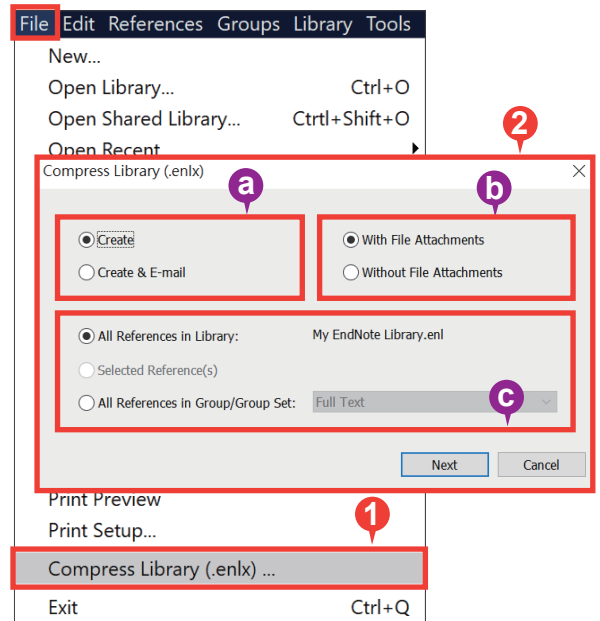 File Edit References Groups Library Tools
New...
Open Library... Ctrl+O
Open Shared Library... Ctrtl+Shift+O
Open Recent
2
Compress Library (.enlx)
a
b
Create
With File Attachments
Create & E-mail
Without File Attachments
All References in Library: My EndNote Library.enl
Selected Reference(s)
All References in Group/Group Set: Full Text
c
Next Cancel
Print Preview
1
Print Setup...
Compress Library (.enlx) ...
Exit Ctrl+Q